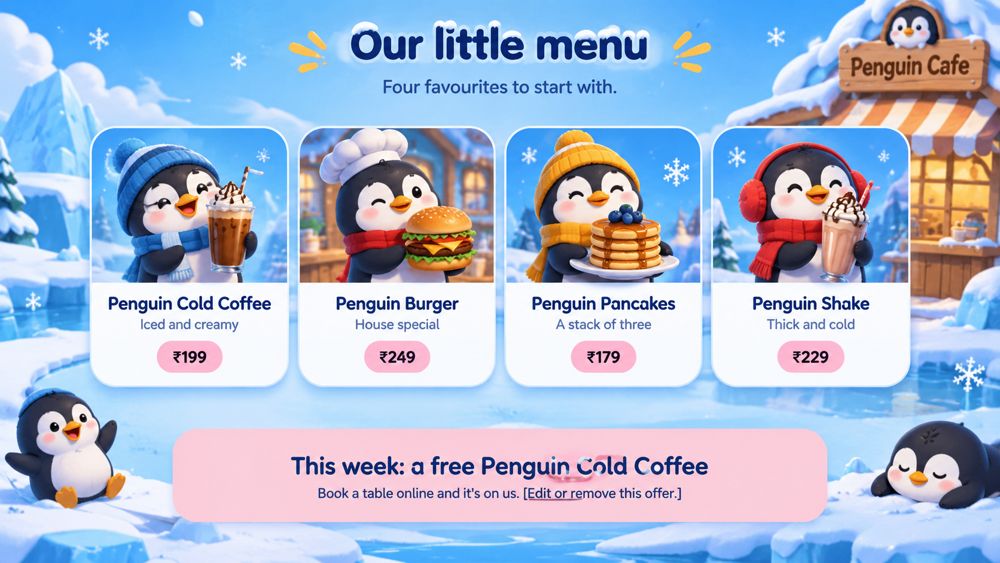 Our little menu
Four favourites to start with.
Penguin Cafe
Penguin Cold Coffee
Iced and creamy
₹199
Penguin Burger
House special
₹249
Penguin Pancakes
A stack of three
₹179
Penguin Shake
Thick and cold
₹229
This week: a free Penguin Cold Coffee
Book a table online and it's on us. [Edit or remove this offer.]